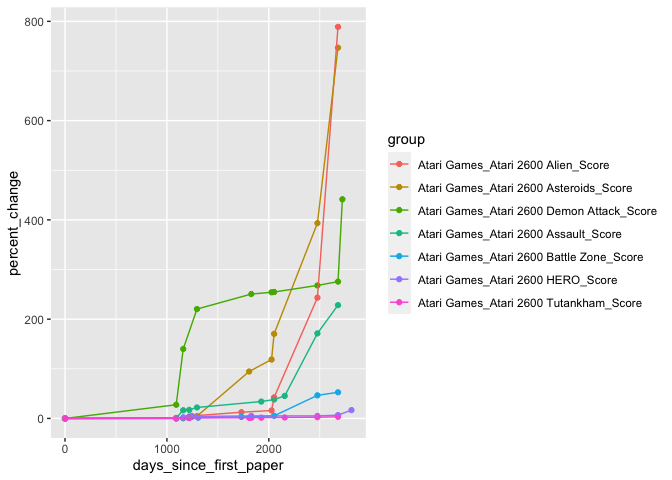 800
600
400
200
0
percent_change
0 1000 2000
days_since_first_paper
group
Atari Games_Atari 2600 Alien_Score
Atari Games_Atari 2600 Asteroids_Score
Atari Games_Atari 2600 Demon Attack_Score
Atari Games_Atari 2600 Assault_Score
Atari Games_Atari 2600 Battle Zone_Score
Atari Games_Atari 2600 HERO_Score
Atari Games_Atari 2600 Tutankham_Score